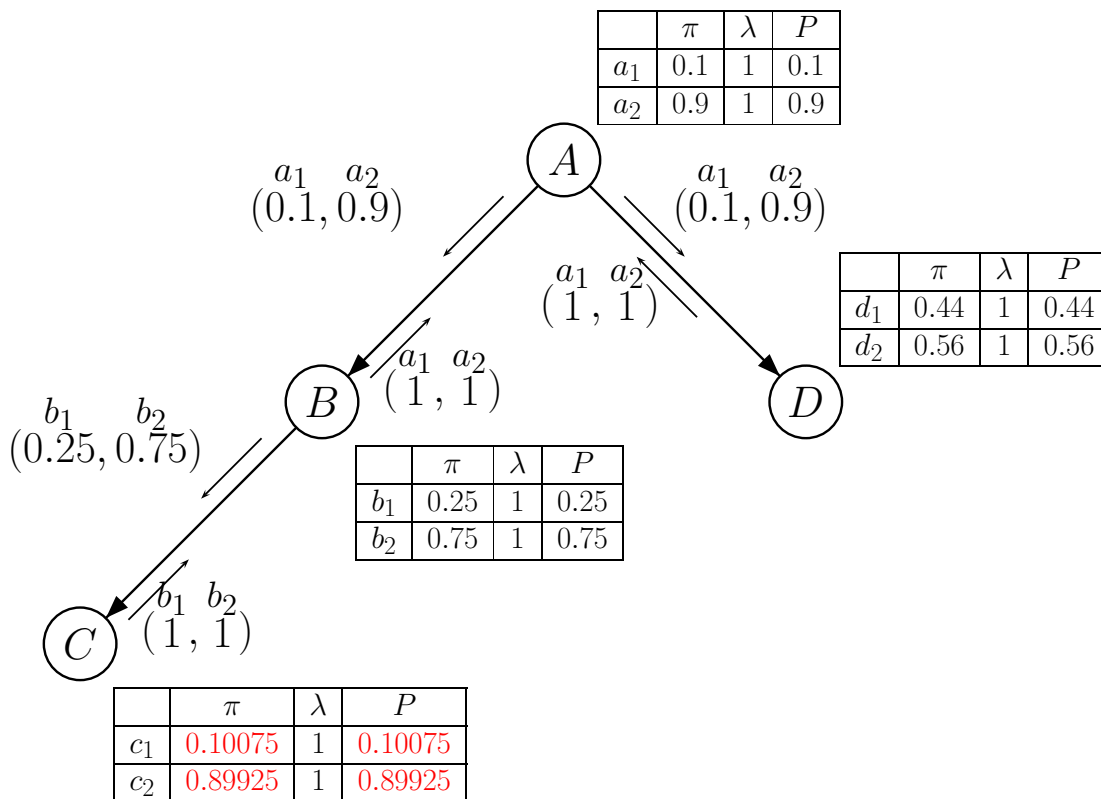 π λ P
a₁ 0.1 1 0.1
a₂ 0.9 1 0.9
A
a₁ a₂
(0.1, 0.9)
a₁ a₂
(0.1, 0.9)
a₁ a₂
(1, 1)
π λ P
d₁ 0.44 1 0.44
d₂ 0.56 1 0.56
a₁ a₂
(1, 1)
B
D
b₁ b₂
(0.25, 0.75)
π λ P
b₁ 0.25 1 0.25
b₂ 0.75 1 0.75
b₁ b₂
(1, 1)
C
π λ P
c₁ 0.10075 1 0.10075
c₂ 0.89925 1 0.89925